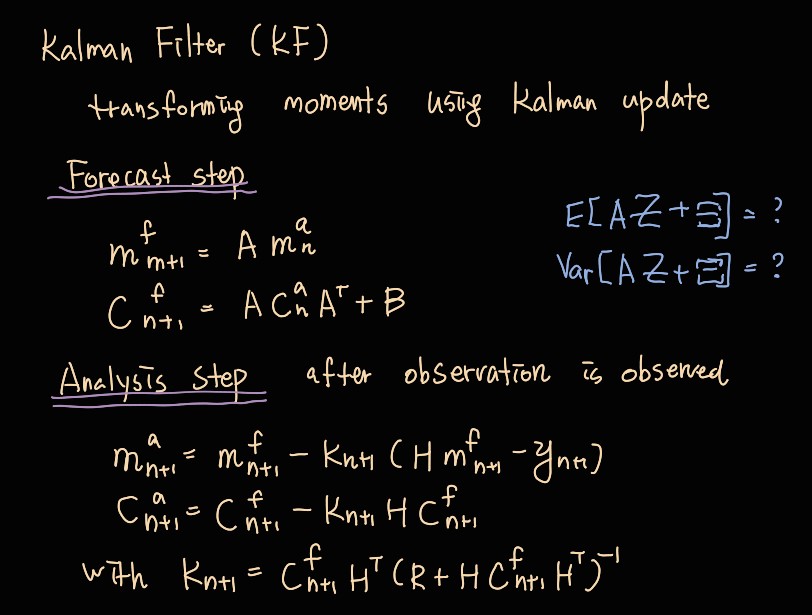 Kalman Filter (KF)
transforming moments using Kalman update
Forecast step
E[AZ + Ξ] = ?
m^f_{m+1} = A m^a_n
Var[AZ + Ξ] = ?
C^f_{n+1} = A C^a_n A^T + B
Analysis step after observation is observed
m^a_{n+1} = m^f_{n+1} - K_{n+1} (H m^f_{n+1} - y_{n+1})
C^a_{n+1} = C^f_{n+1} - K_{n+1} H C^f_{n+1}
with K_{n+1} = C^f_{n+1} H^T (R + H C^f_{n+1} H^T)^{-1}